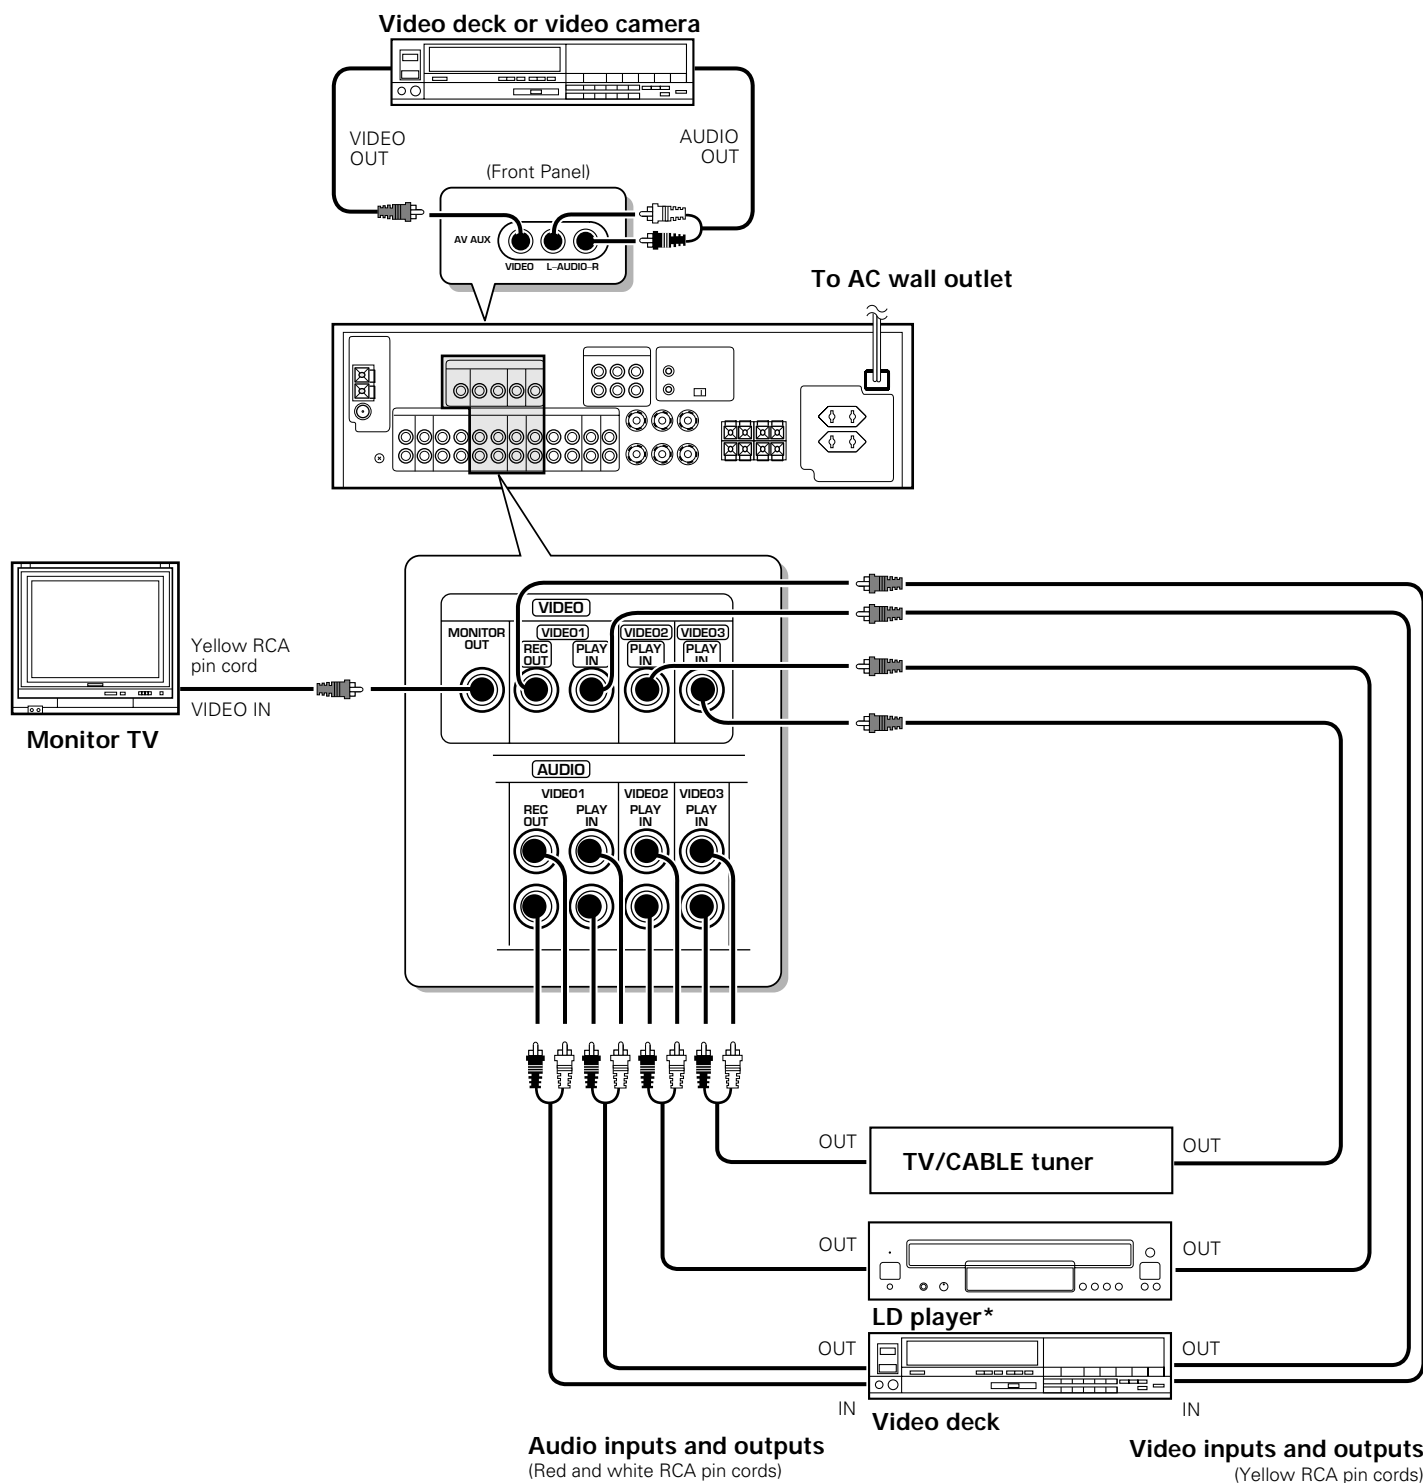 Video deck or video camera
VIDEO
OUT
AUDIO
OUT
(Front Panel)
AV AUX
VIDEO L–AUDIO–R
To AC wall outlet
VIDEO
MONITOR
OUT
VIDEO1
VIDEO2
VIDEO3
REC
OUT
PLAY
IN
PLAY
IN
PLAY
IN
Yellow RCA
pin cord
VIDEO IN
Monitor TV
AUDIO
VIDEO1
VIDEO2
VIDEO3
REC
OUT
PLAY
IN
PLAY
IN
PLAY
IN
OUT
TV/CABLE tuner
OUT
OUT
OUT
LD player*
OUT
OUT
IN
Video deck
IN
Audio inputs and outputs
(Red and white RCA pin cords)
Video inputs and outputs
(Yellow RCA pin cords)